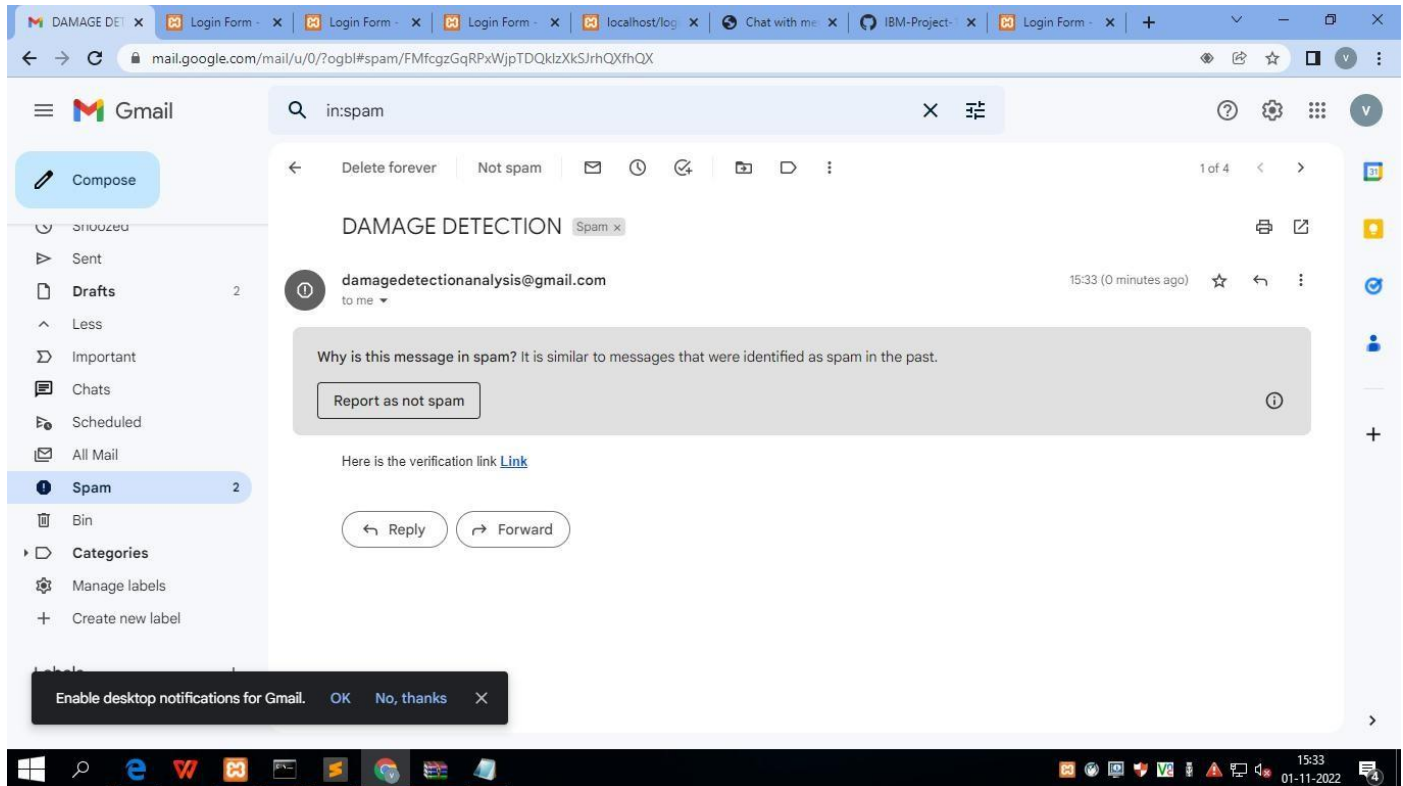 DAMAGE DET
Login Form -
Login Form -
Login Form -
localhost/log
Chat with me
IBM-Project-
Login Form -
mail.google.com/mail/u/0/?ogbl#spam/FMfcgzGqRPxWjpTDQklzXkSJrhQXfhQX
V
Gmail
in:spam
V
Compose
Delete forever
Not spam
1 of 4
31
Snoozed
DAMAGE DETECTION Spam x
Sent
damagedetectionanalysis@gmail.com
15:33 (0 minutes ago)
Drafts 2
to me
Less
Important
Why is this message in spam? It is similar to messages that were identified as spam in the past.
Chats
Report as not spam
Scheduled
All Mail
Here is the verification link Link
Spam 2
Bin
Reply
Forward
Categories
Manage labels
Create new label
Labels
Enable desktop notifications for Gmail. OK No, thanks
15:33
01-11-2022
4